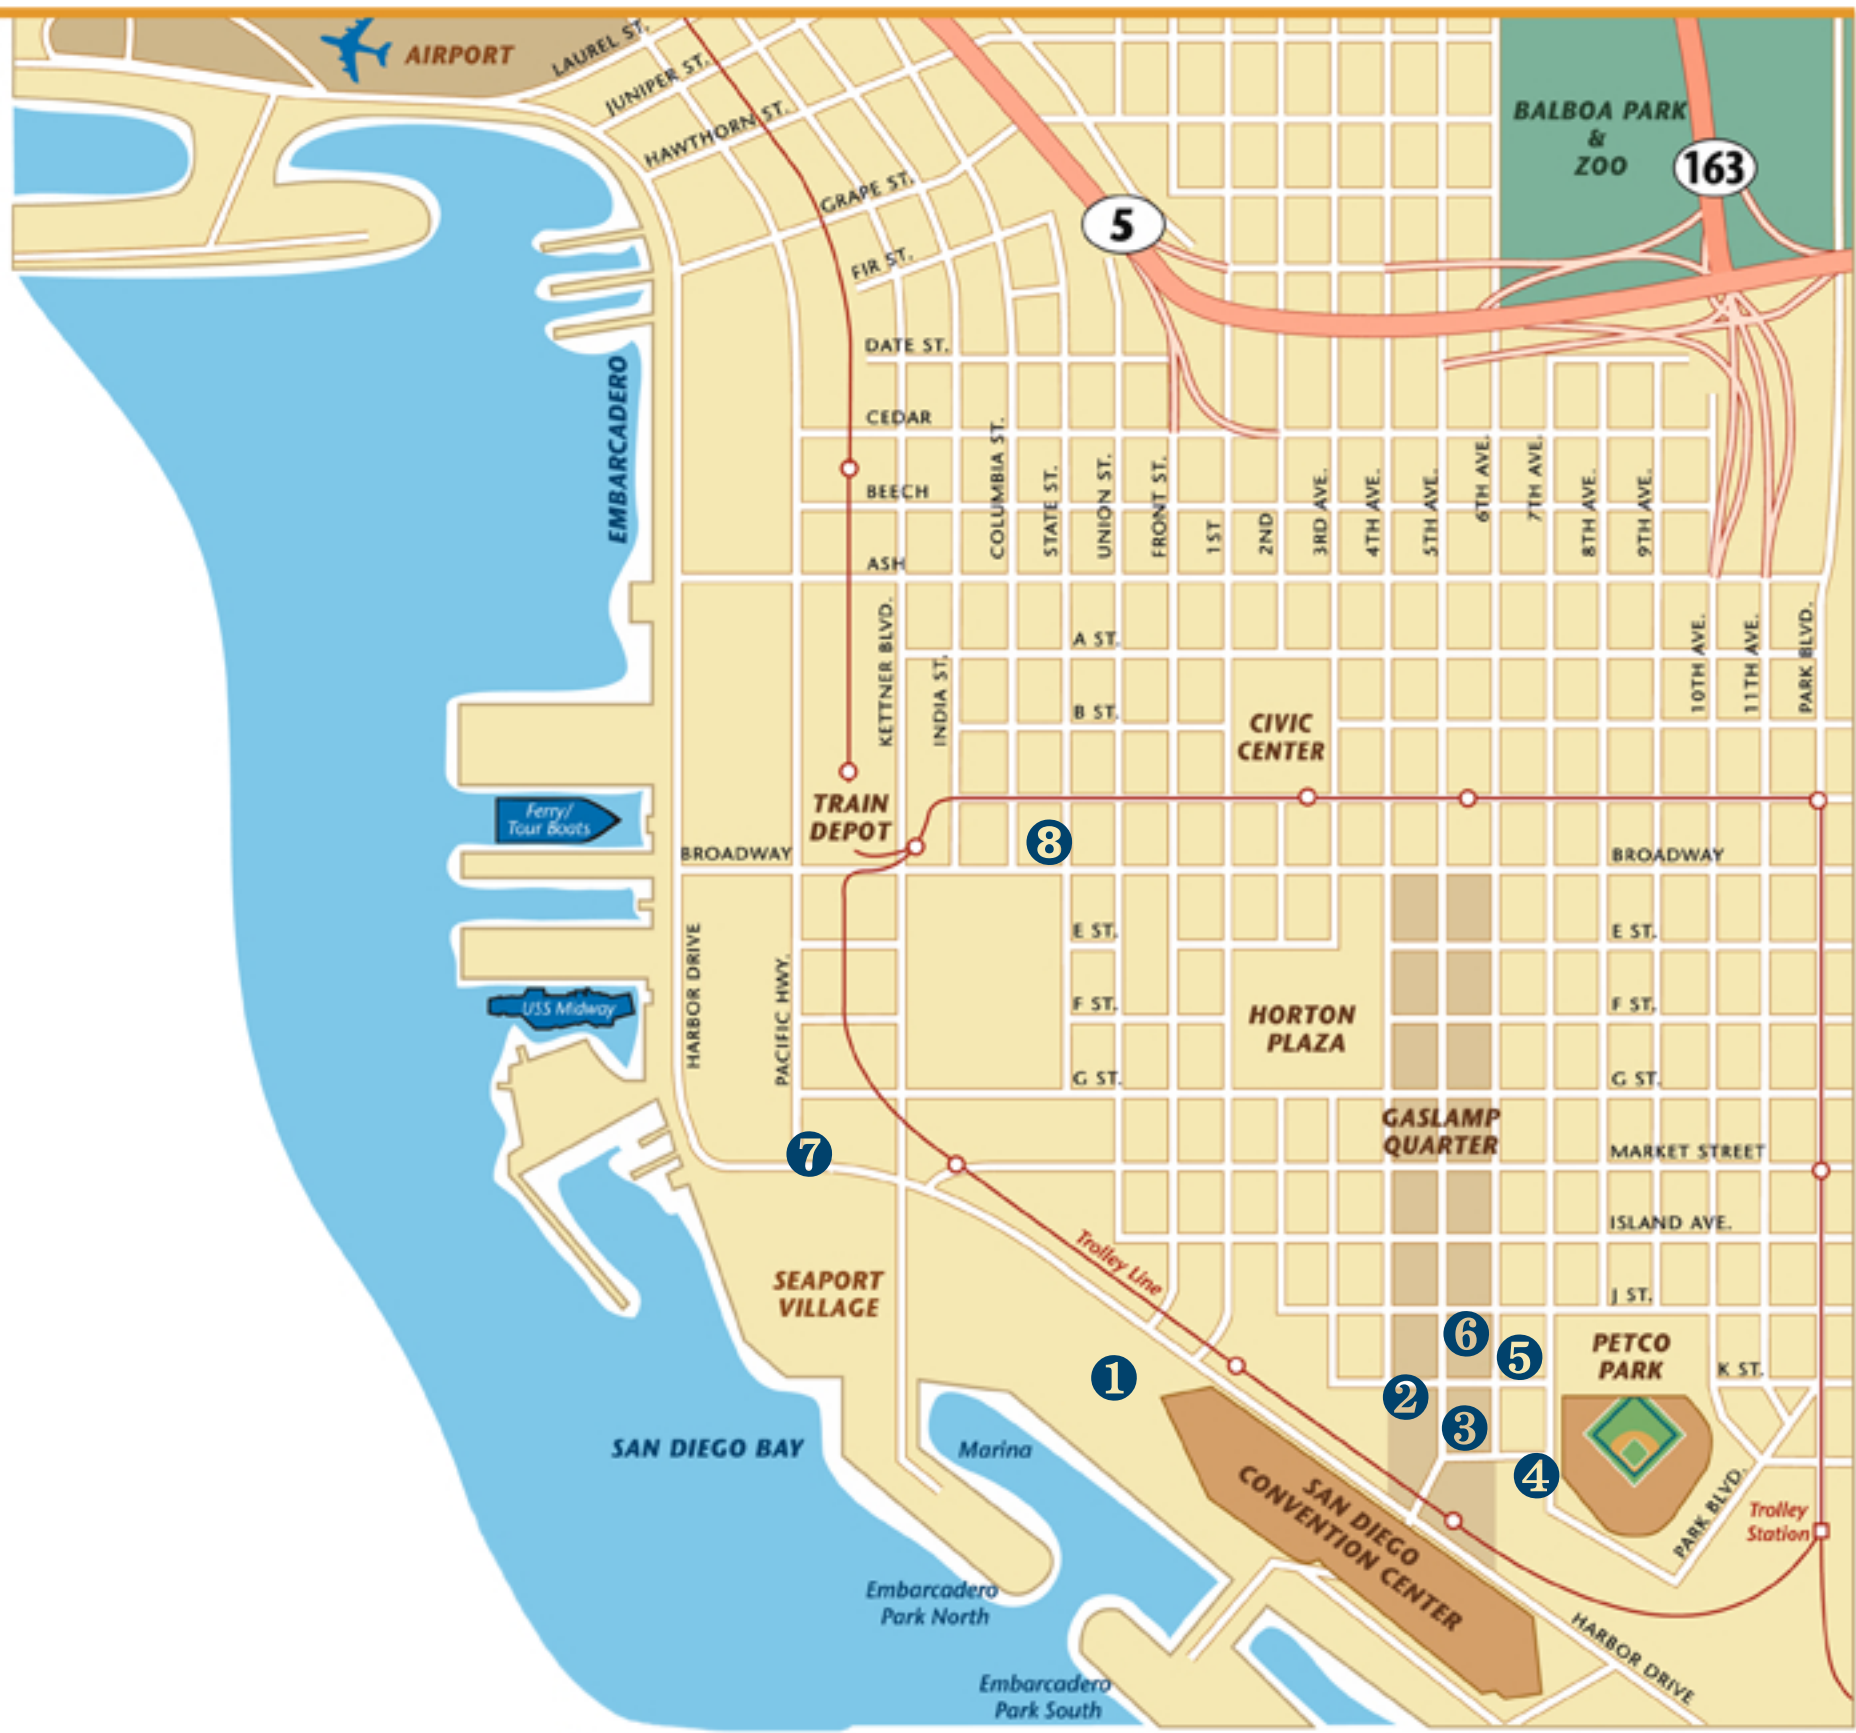 AIRPORT
LAUREL ST.
JUNIPER ST.
HAWTHORN ST.
GRAPE ST.
FIR ST.
BALBOA PARK
&
ZOO
163
5
DATE ST.
CEDAR
BEECH
ASH
EMBARCADERO
COLUMBIA ST.
STATE ST.
UNION ST.
FRONT ST.
1ST
2ND
3RD AVE.
4TH AVE.
5TH AVE.
6TH AVE.
7TH AVE.
8TH AVE.
9TH AVE.
10TH AVE.
11TH AVE.
PARK BLVD.
KETTNER BLVD.
INDIA ST.
A ST.
B ST.
CIVIC
CENTER
TRAIN
DEPOT
Ferry/
Tour Boats
8
BROADWAY
BROADWAY
HARBOR DRIVE
PACIFIC HWY.
E ST.
E ST.
USS Midway
F ST.
F ST.
HORTON
PLAZA
G ST.
G ST.
GASLAMP
QUARTER
MARKET STREET
7
ISLAND AVE.
Trolley Line
SEAPORT
VILLAGE
J ST.
6
5
PETCO
PARK
K ST.
1
2
3
4
SAN DIEGO BAY
Marina
SAN DIEGO
CONVENTION CENTER
PARK BLVD.
Trolley
Station
Embarcadero
Park North
HARBOR DRIVE
Embarcadero
Park South